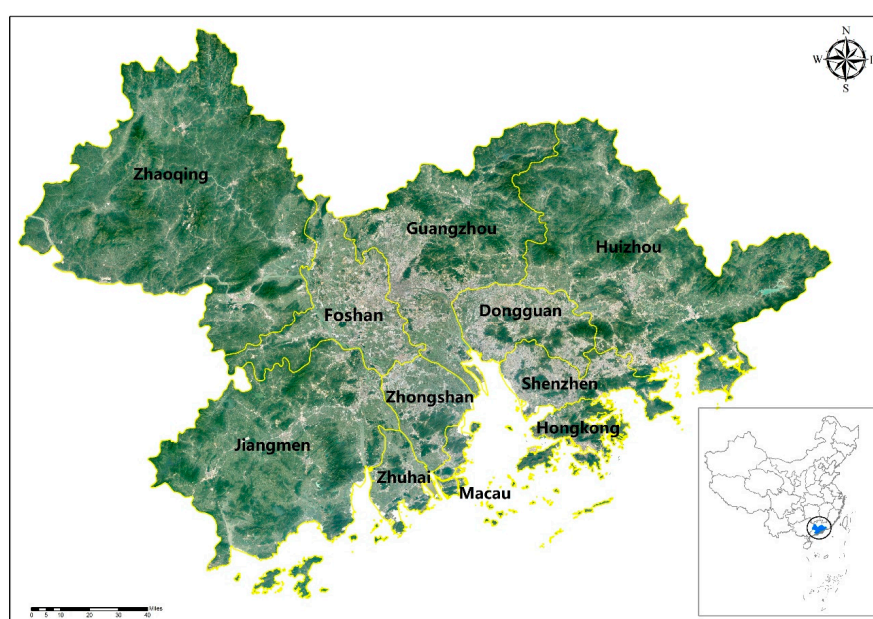 N
W
E
S
Zhaoqing
Guangzhou
Huizhou
Foshan
Dongguan
Shenzhen
Zhongshan
Hongkong
Jiangmen
Zhuhai
Macau
Miles
0 5 10 20 30 40